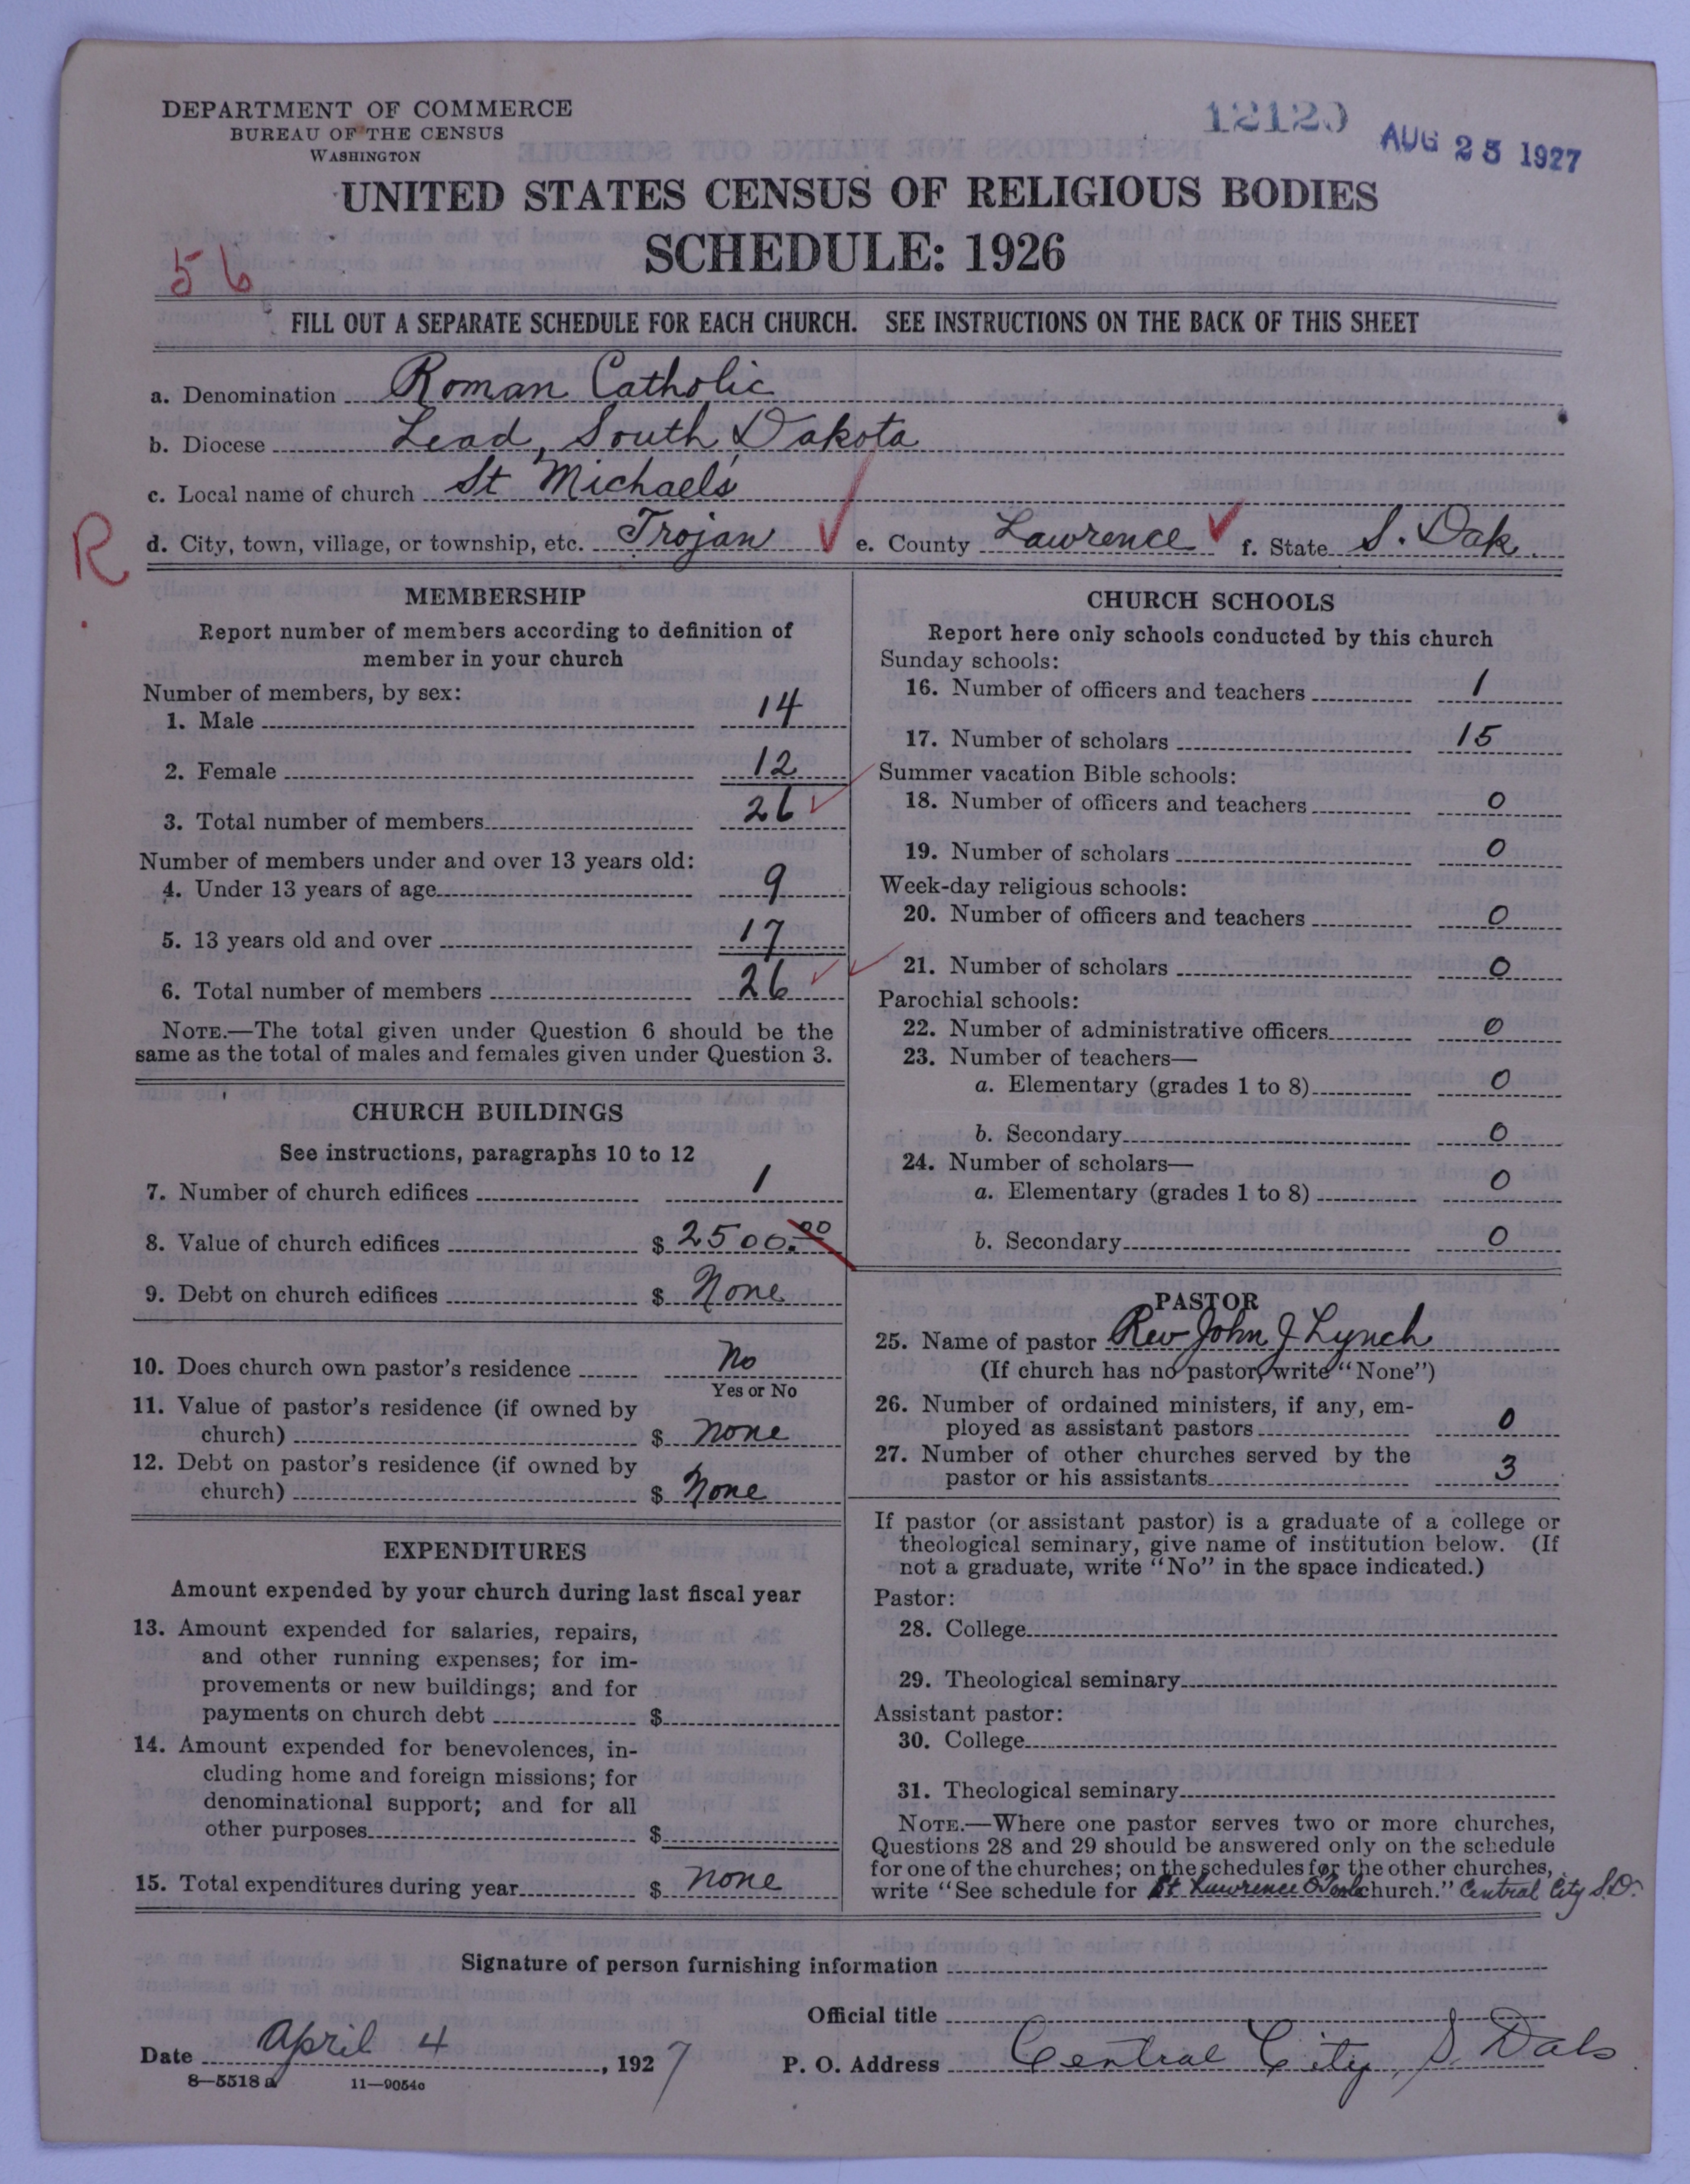 DEPARTMENT OF COMMERCE
BUREAU OF THE CENSUS
WASHINGTON
12120
AUG 25 1927
UNITED STATES CENSUS OF RELIGIOUS BODIES
SCHEDULE: 1926
56
FILL OUT A SEPARATE SCHEDULE FOR EACH CHURCH. SEE INSTRUCTIONS ON THE BACK OF THIS SHEET
a. Denomination Roman Catholic
b. Diocese Lead, South Dakota
c. Local name of church St Michael's
R
d. City, town, village, or township, etc. Trojan e. County Lawrence f. State S. Dak.
MEMBERSHIP
Report number of members according to definition of
member in your church
Number of members, by sex:
1. Male 14
2. Female 12
3. Total number of members 26
Number of members under and over 13 years old:
4. Under 13 years of age 9
5. 13 years old and over 17
6. Total number of members 26
NOTE.—The total given under Question 6 should be the
same as the total of males and females given under Question 3.
CHURCH BUILDINGS
See instructions, paragraphs 10 to 12
7. Number of church edifices 1
8. Value of church edifices $ 2500.00
9. Debt on church edifices $ None
10. Does church own pastor's residence No
Yes or No
11. Value of pastor's residence (if owned by
church) $ none
12. Debt on pastor's residence (if owned by
church) $ None
EXPENDITURES
Amount expended by your church during last fiscal year
13. Amount expended for salaries, repairs,
and other running expenses; for im-
provements or new buildings; and for
payments on church debt $
14. Amount expended for benevolences, in-
cluding home and foreign missions; for
denominational support; and for all
other purposes $
15. Total expenditures during year $ none
CHURCH SCHOOLS
Report here only schools conducted by this church
Sunday schools:
16. Number of officers and teachers 1
17. Number of scholars 15
Summer vacation Bible schools:
18. Number of officers and teachers 0
19. Number of scholars 0
Week-day religious schools:
20. Number of officers and teachers 0
21. Number of scholars 0
Parochial schools:
22. Number of administrative officers 0
23. Number of teachers—
a. Elementary (grades 1 to 8) 0
b. Secondary 0
24. Number of scholars—
a. Elementary (grades 1 to 8) 0
b. Secondary 0
PASTOR
25. Name of pastor Rev John J Lynch
(If church has no pastor, write "None")
26. Number of ordained ministers, if any, em-
ployed as assistant pastors 0
27. Number of other churches served by the
pastor or his assistants 3
If pastor (or assistant pastor) is a graduate of a college or
theological seminary, give name of institution below. (If
not a graduate, write "No" in the space indicated.)
Pastor:
28. College
29. Theological seminary
Assistant pastor:
30. College
31. Theological seminary
NOTE.—Where one pastor serves two or more churches,
Questions 28 and 29 should be answered only on the schedule
for one of the churches; on the schedules for the other churches,
write "See schedule for St Lawrence O'Toole church." Central City S.D.
Signature of person furnishing information
Official title
Date April 4, 1927 P. O. Address Central City, S. Dak
8—5518a 11—9054c